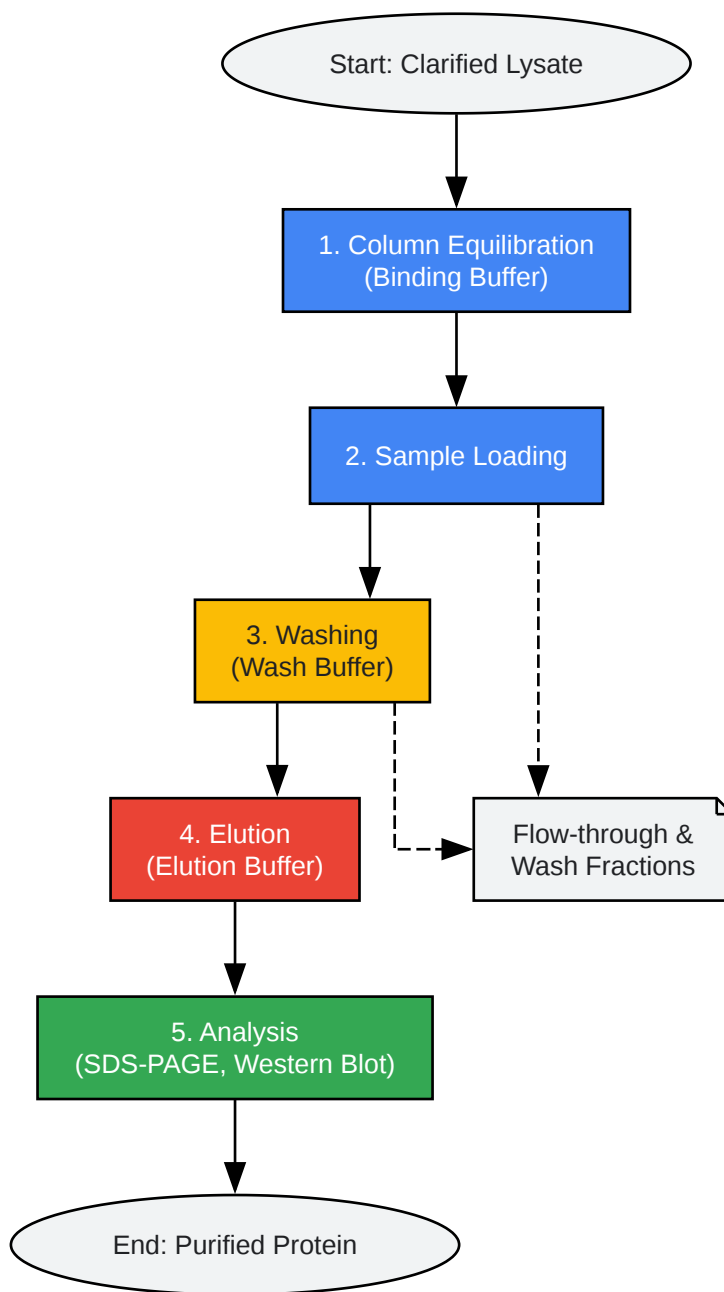 Start: Clarified Lysate
1. Column Equilibration
(Binding Buffer)
2. Sample Loading
3. Washing
(Wash Buffer)
4. Elution
(Elution Buffer)
Flow-through &
Wash Fractions
5. Analysis
(SDS-PAGE, Western Blot)
End: Purified Protein